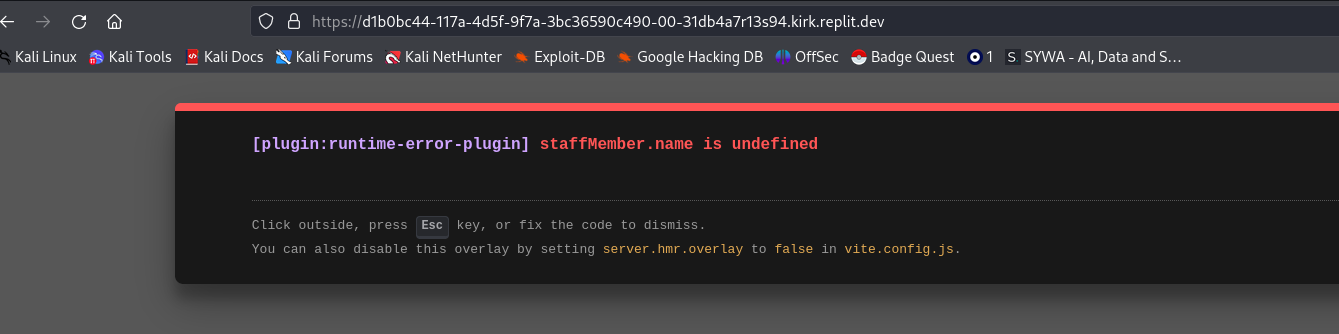 https://d1b0bc44-117a-4d5f-9f7a-3bc36590c490-00-31db4a7r13s94.kirk.replit.dev
Kali Linux Kali Tools Kali Docs Kali Forums Kali NetHunter Exploit-DB Google Hacking DB OffSec Badge Quest 1 S SYWA - AI, Data and S…
[plugin:runtime-error-plugin] staffMember.name is undefined
Click outside, press Esc key, or fix the code to dismiss.
You can also disable this overlay by setting server.hmr.overlay to false in vite.config.js.